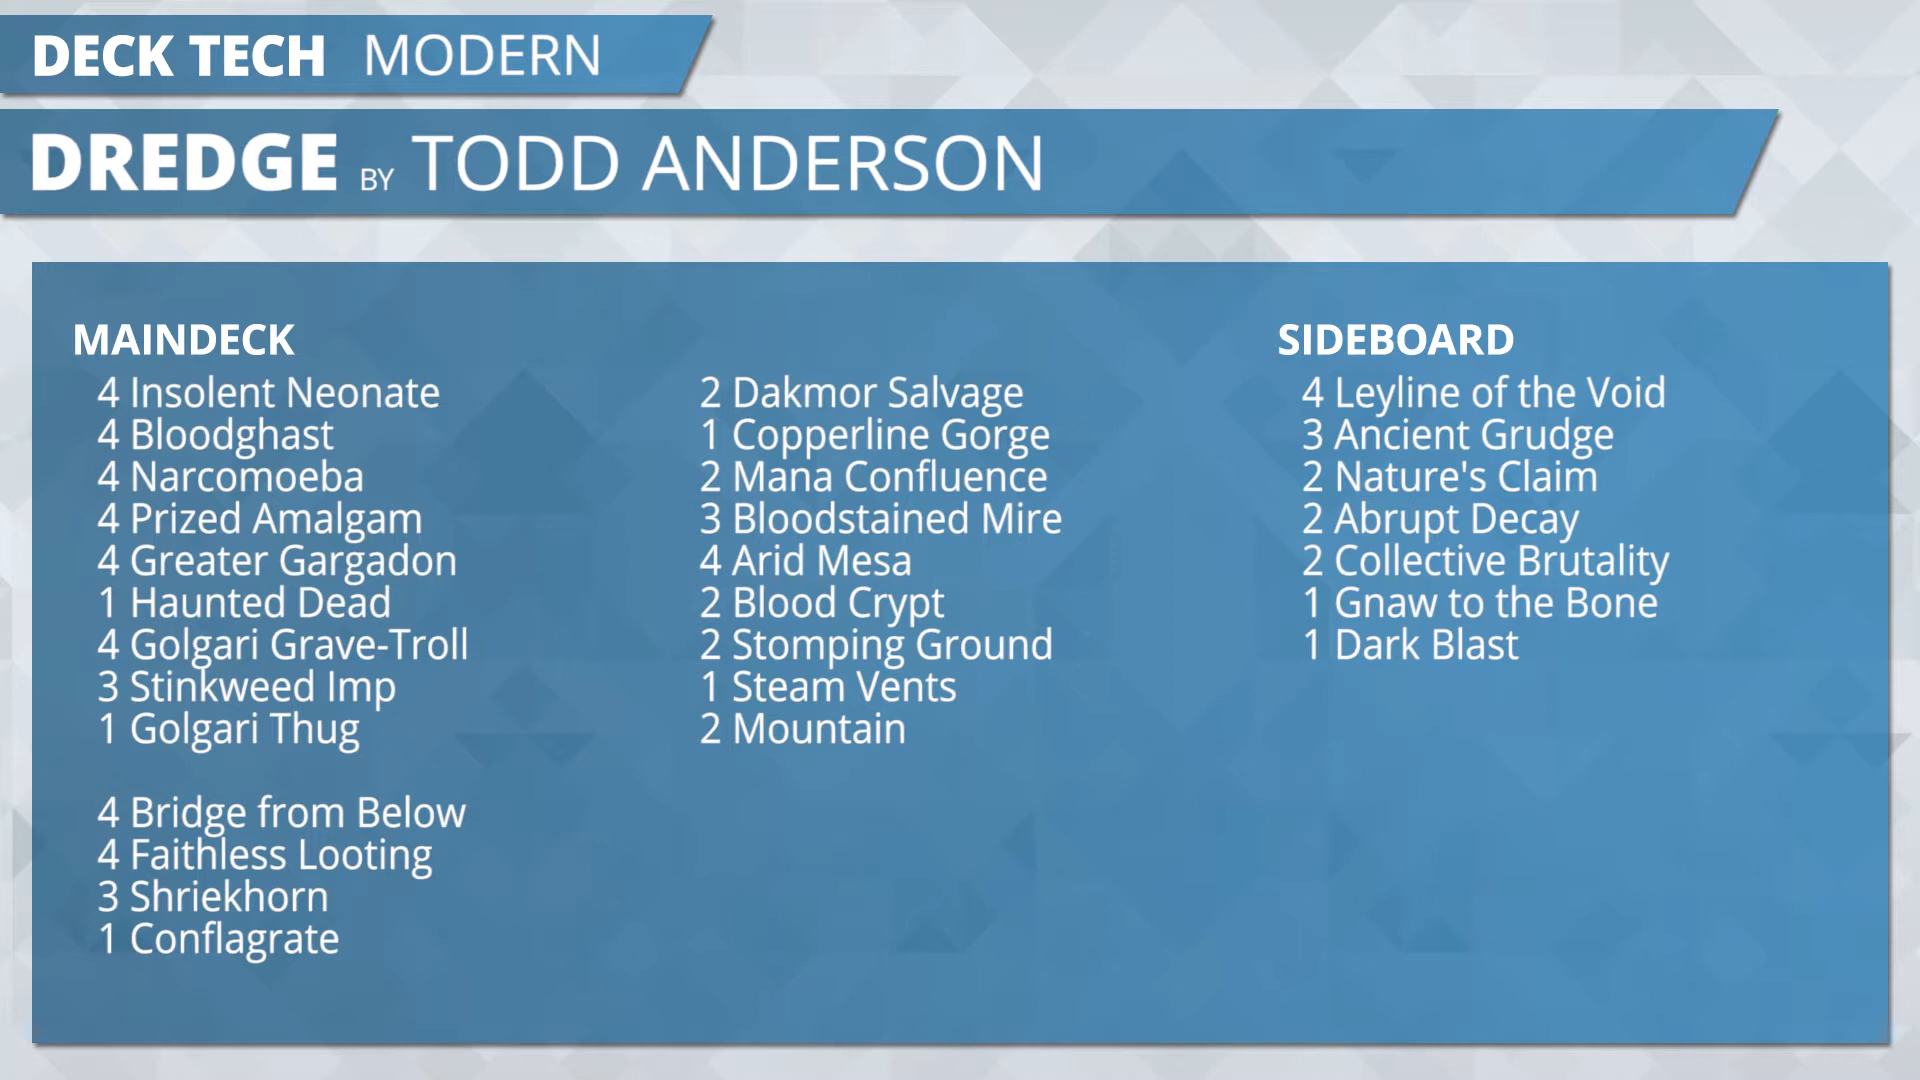 DECK TECH MODERN
DREDGE BY TODD ANDERSON
MAINDECK
4 Insolent Neonate
4 Bloodghast
4 Narcomoeba
4 Prized Amalgam
4 Greater Gargadon
1 Haunted Dead
4 Golgari Grave-Troll
3 Stinkweed Imp
1 Golgari Thug
4 Bridge from Below
4 Faithless Looting
3 Shriekhorn
1 Conflagrate
2 Dakmor Salvage
1 Copperline Gorge
2 Mana Confluence
3 Bloodstained Mire
4 Arid Mesa
2 Blood Crypt
2 Stomping Ground
1 Steam Vents
2 Mountain
SIDEBOARD
4 Leyline of the Void
3 Ancient Grudge
2 Nature's Claim
2 Abrupt Decay
2 Collective Brutality
1 Gnaw to the Bone
1 Dark Blast